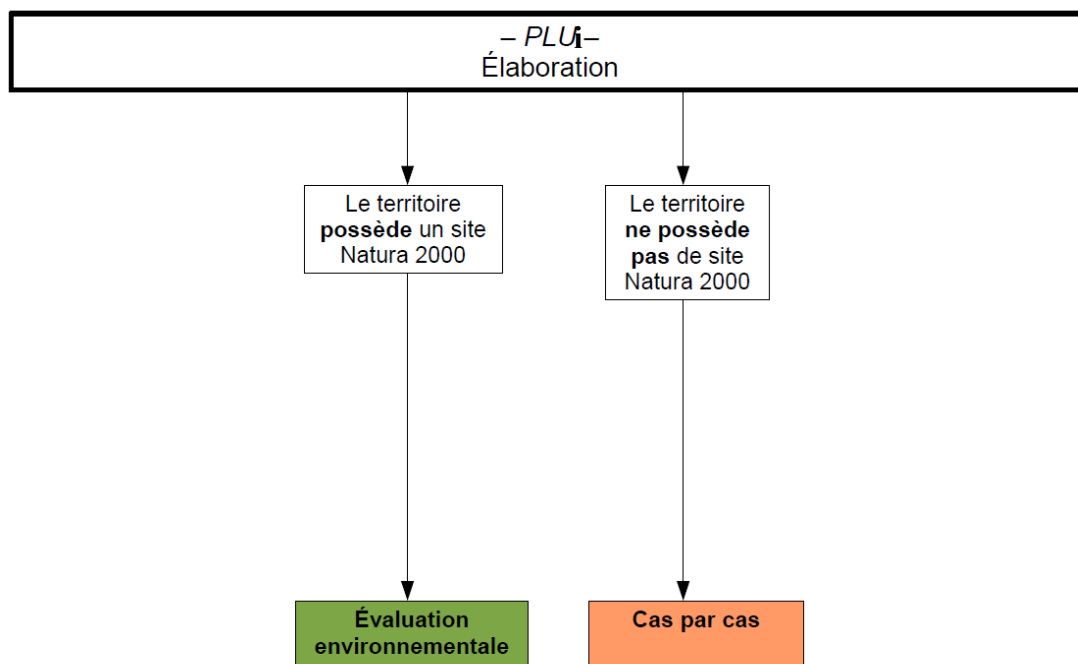 – PLUi–
Élaboration
Le territoire
possède un site
Natura 2000
Le territoire
ne possède
pas de site
Natura 2000
Évaluation
environnementale
Cas par cas